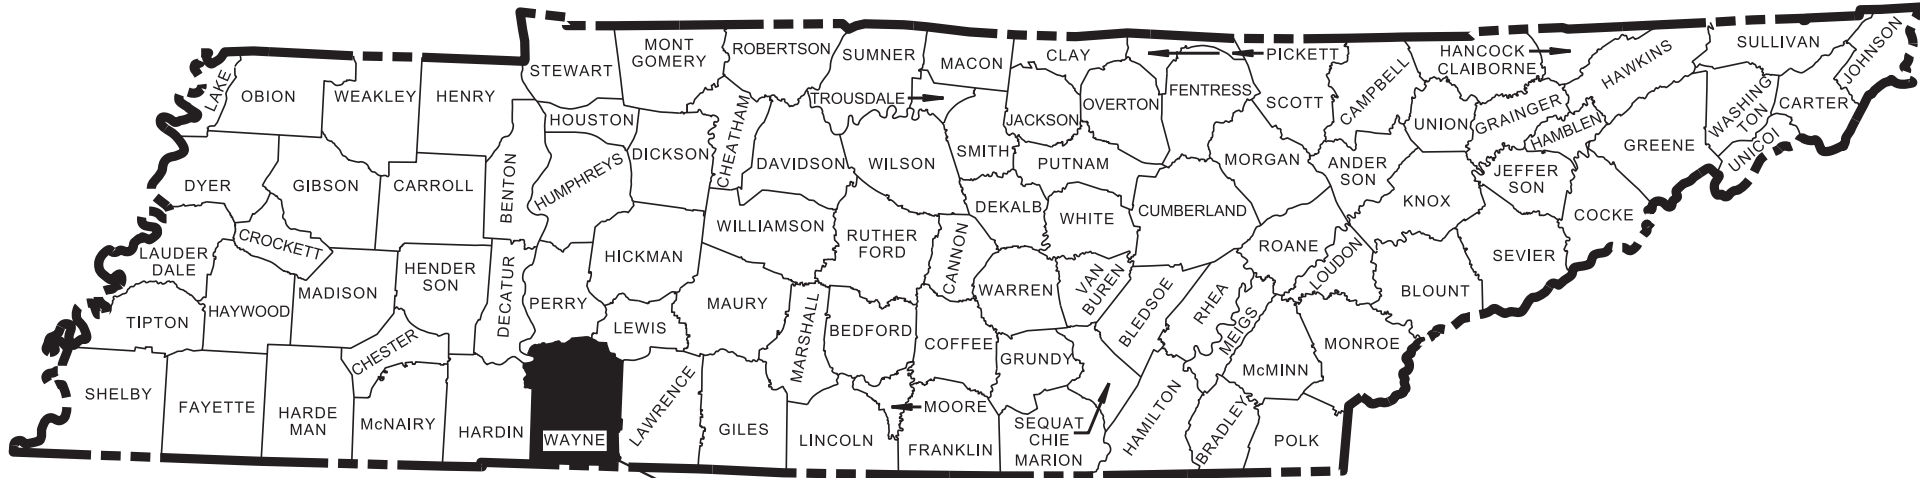 MONT
GOMERY
ROBERTSON
SUMNER
MACON
CLAY
PICKETT
HANCOCK
CLAIBORNE
HAWKINS
SULLIVAN
JOHNSON
STEWART
LAKE
OBION
WEAKLEY
HENRY
TROUSDALE
OVERTON
FENTRESS
SCOTT
CAMPBELL
UNION
GRAINGER
HAMBLEN
WASHING
TON
CARTER
UNICOI
HOUSTON
JACKSON
DICKSON
CHEATHAM
DAVIDSON
WILSON
SMITH
PUTNAM
MORGAN
ANDER
SON
JEFFER
SON
GREENE
DYER
GIBSON
CARROLL
BENTON
HUMPHREYS
DEKALB
WHITE
CUMBERLAND
KNOX
COCKE
WILLIAMSON
RUTHER
FORD
CANNON
ROANE
LOUDON
SEVIER
LAUDER
DALE
CROCKETT
HENDER
SON
DECATUR
PERRY
HICKMAN
MADISON
HAYWOOD
TIPTON
LEWIS
MAURY
MARSHALL
BEDFORD
WARREN
VAN
BUREN
BLEDSOE
RHEA
MEIGS
BLOUNT
MONROE
McMINN
COFFEE
GRUNDY
SHELBY
FAYETTE
HARDE
MAN
CHESTER
McNAIRY
HARDIN
WAYNE
LAWRENCE
GILES
LINCOLN
MOORE
FRANKLIN
SEQUAT
CHIE
MARION
HAMILTON
BRADLEY
POLK